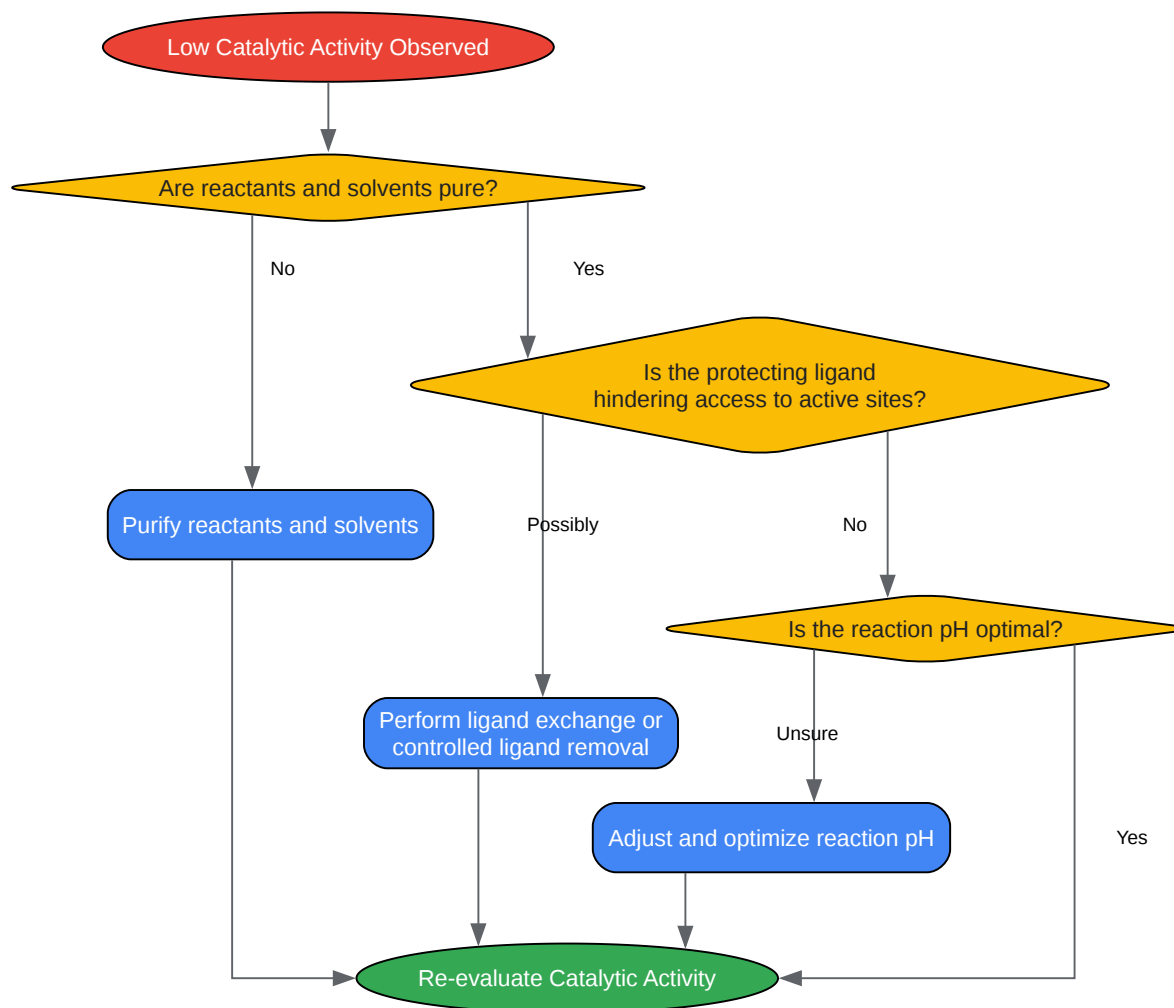 Low Catalytic Activity Observed
Are reactants and solvents pure?
No
Yes
Is the protecting ligand
hindering access to active sites?
Purify reactants and solvents
Possibly
No
Is the reaction pH optimal?
Perform ligand exchange or
controlled ligand removal
Unsure
Adjust and optimize reaction pH
Yes
Re-evaluate Catalytic Activity